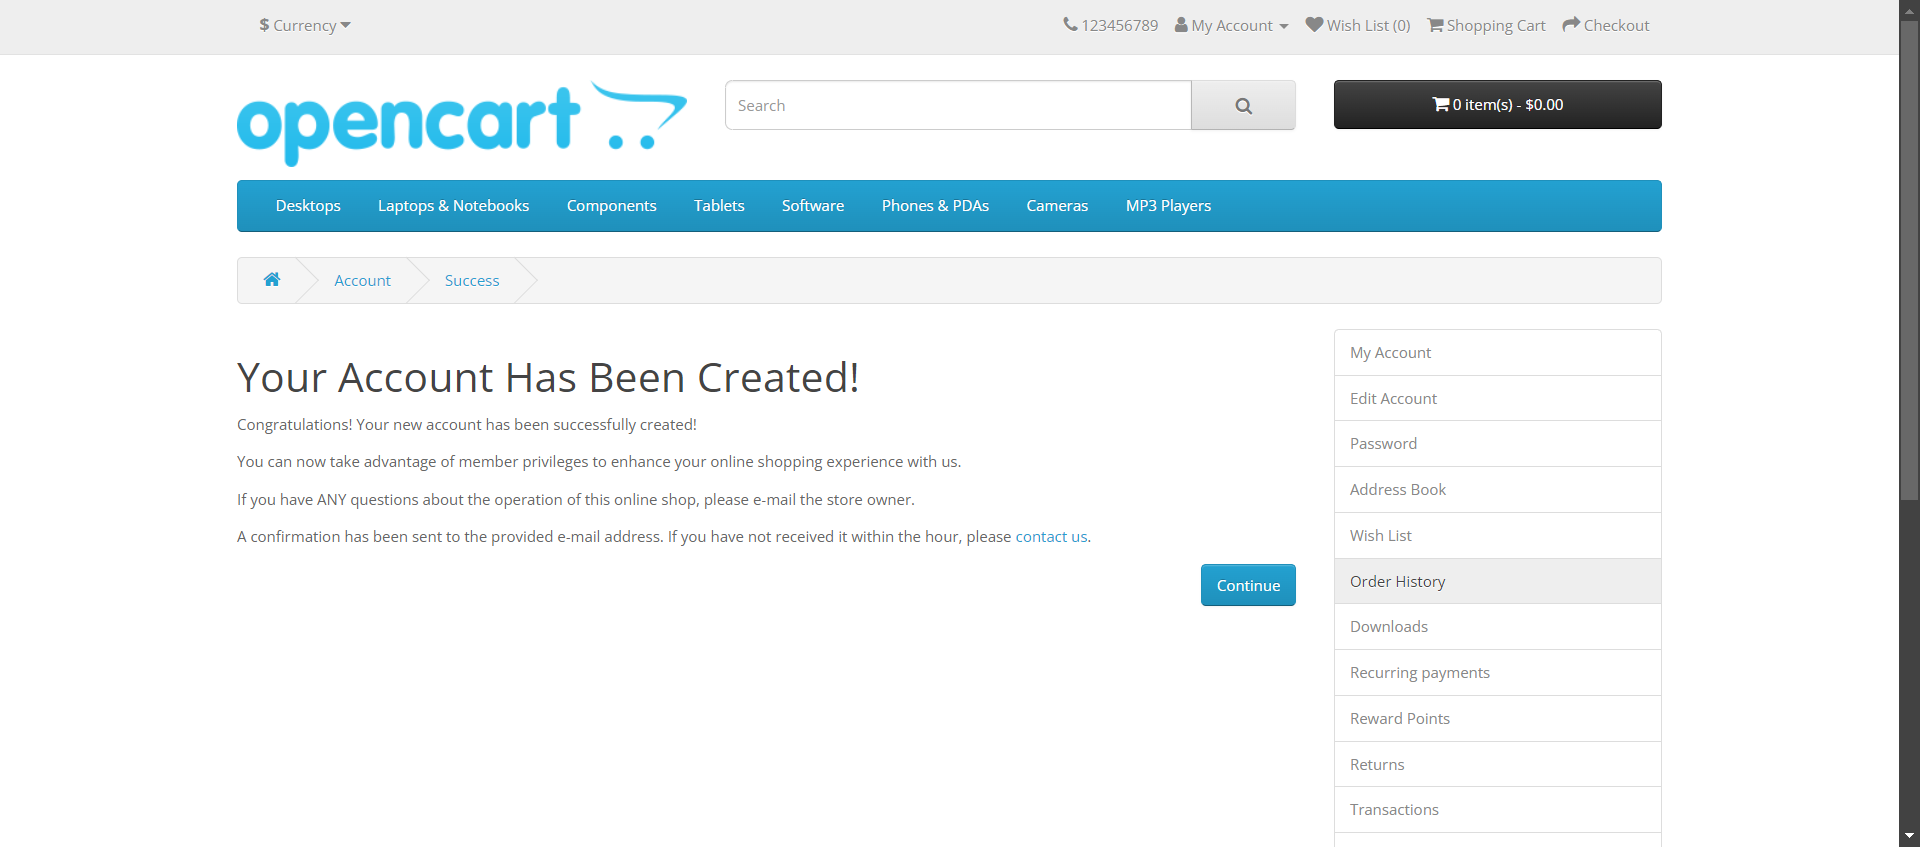 $ Currency
123456789 My Account Wish List (0) Shopping Cart Checkout
opencart
Search
0 item(s) - $0.00
Desktops Laptops & Notebooks Components Tablets Software Phones & PDAs Cameras MP3 Players
Account Success
Your Account Has Been Created!
Congratulations! Your new account has been successfully created!
You can now take advantage of member privileges to enhance your online shopping experience with us.
If you have ANY questions about the operation of this online shop, please e-mail the store owner.
A confirmation has been sent to the provided e-mail address. If you have not received it within the hour, please contact us.
Continue
My Account
Edit Account
Password
Address Book
Wish List
Order History
Downloads
Recurring payments
Reward Points
Returns
Transactions